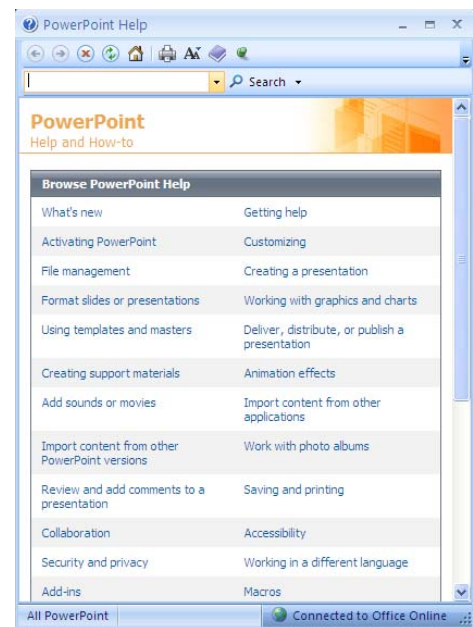 PowerPoint Help
Search
PowerPoint
Help and How-to
Browse PowerPoint Help
What's new Getting help
Activating PowerPoint Customizing
File management Creating a presentation
Format slides or presentations Working with graphics and charts
Using templates and masters Deliver, distribute, or publish a
presentation
Creating support materials Animation effects
Add sounds or movies Import content from other
applications
Import content from other Work with photo albums
PowerPoint versions
Review and add comments to a Saving and printing
presentation
Collaboration Accessibility
Security and privacy Working in a different language
Add-ins Macros
All PowerPoint Connected to Office Online